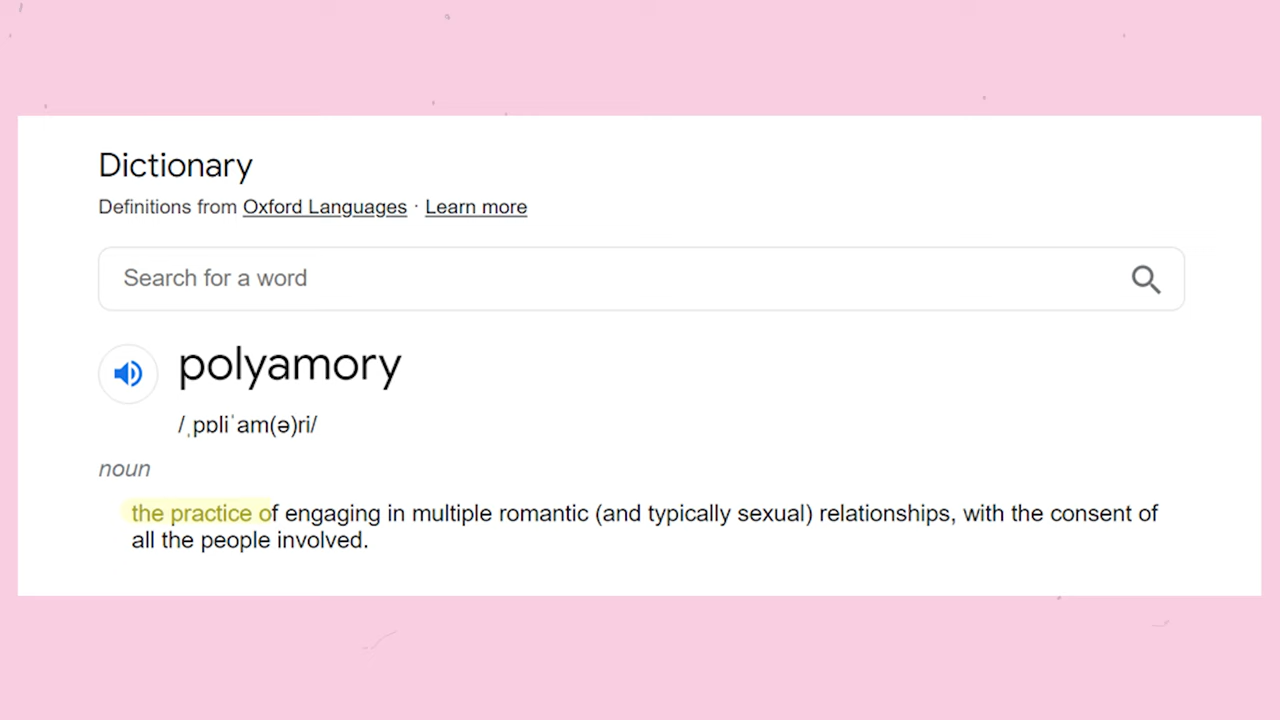 Dictionary
Definitions from Oxford Languages · Learn more
Search for a word
polyamory
/ˌpɒliˈam(ə)ri/
noun
the practice of engaging in multiple romantic (and typically sexual) relationships, with the consent of
all the people involved.